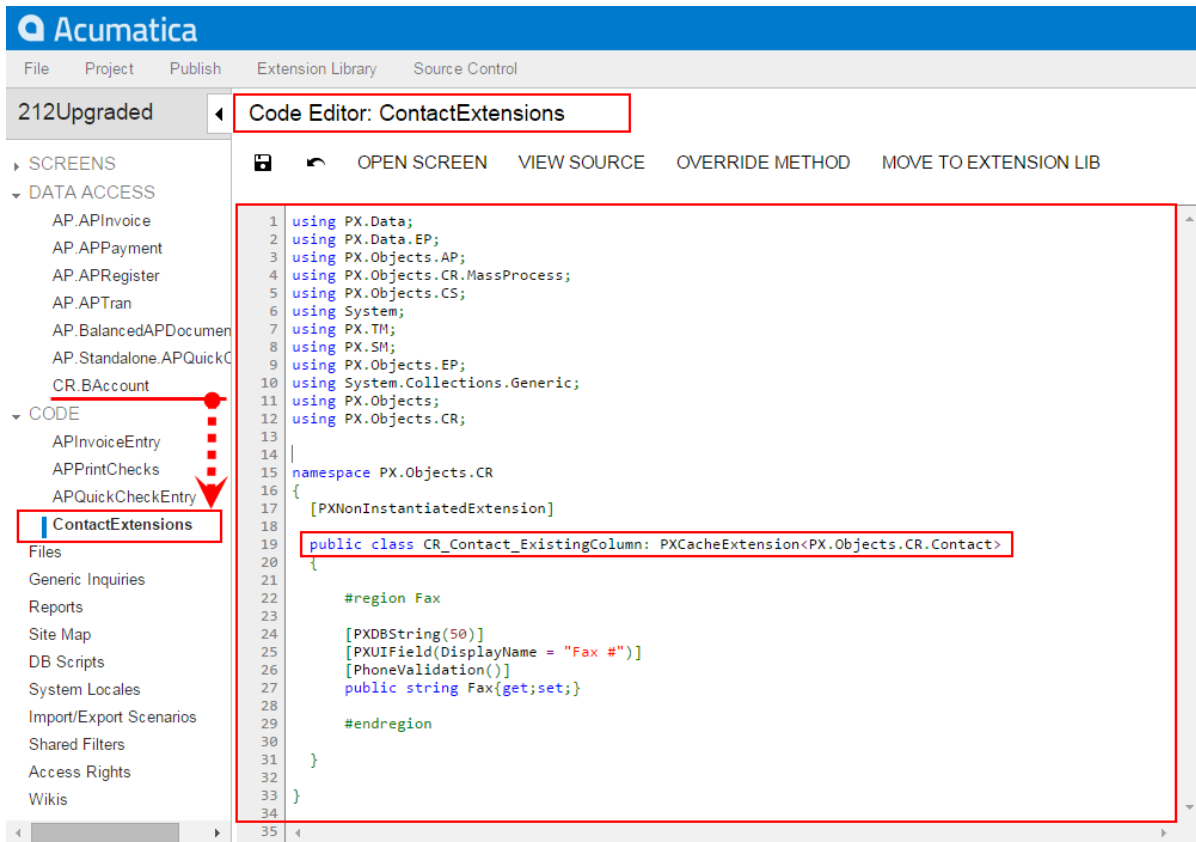 Acumatica
File Project Publish Extension Library Source Control
212Upgraded
Code Editor: ContactExtensions
OPEN SCREEN VIEW SOURCE OVERRIDE METHOD MOVE TO EXTENSION LIB
SCREENS
DATA ACCESS
AP.APInvoice
AP.APPayment
AP.APRegister
AP.APTran
AP.BalancedAPDocumen
AP.Standalone.APQuickC
CR.BAccount
CODE
APInvoiceEntry
APPrintChecks
APQuickCheckEntry
ContactExtensions
Files
Generic Inquiries
Reports
Site Map
DB Scripts
System Locales
Import/Export Scenarios
Shared Filters
Access Rights
Wikis
1 using PX.Data;
2 using PX.Data.EP;
3 using PX.Objects.AP;
4 using PX.Objects.CR.MassProcess;
5 using PX.Objects.CS;
6 using System;
7 using PX.TM;
8 using PX.SM;
9 using PX.Objects.EP;
10 using System.Collections.Generic;
11 using PX.Objects;
12 using PX.Objects.CR;
13
14
15 namespace PX.Objects.CR
16 {
17 [PXNonInstantiatedExtension]
18
19 public class CR_Contact_ExistingColumn: PXCacheExtension<PX.Objects.CR.Contact>
20 {
21
22 #region Fax
23
24 [PXDBString(50)]
25 [PXUIField(DisplayName = "Fax #")]
26 [PhoneValidation()]
27 public string Fax{get;set;}
28
29 #endregion
30
31 }
32
33 }
34
35